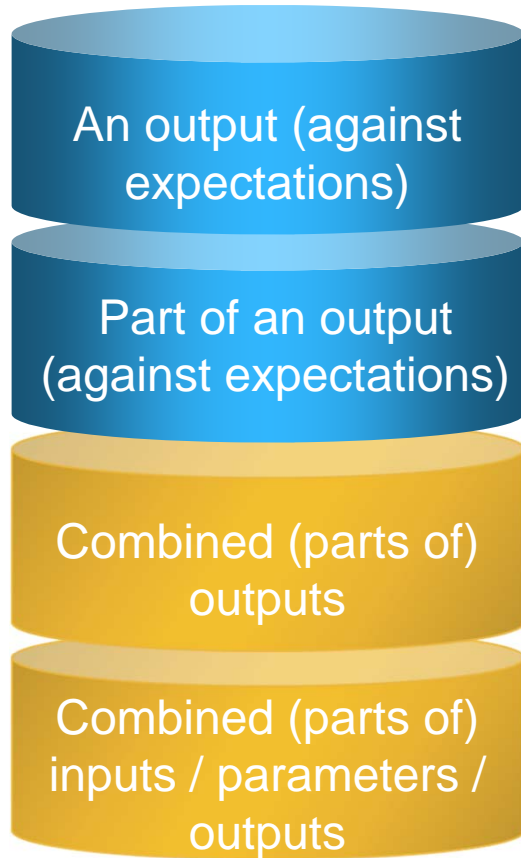 An output (against
expectations)
Part of an output
(against expectations)
Combined (parts of)
outputs
Combined (parts of)
inputs / parameters /
outputs